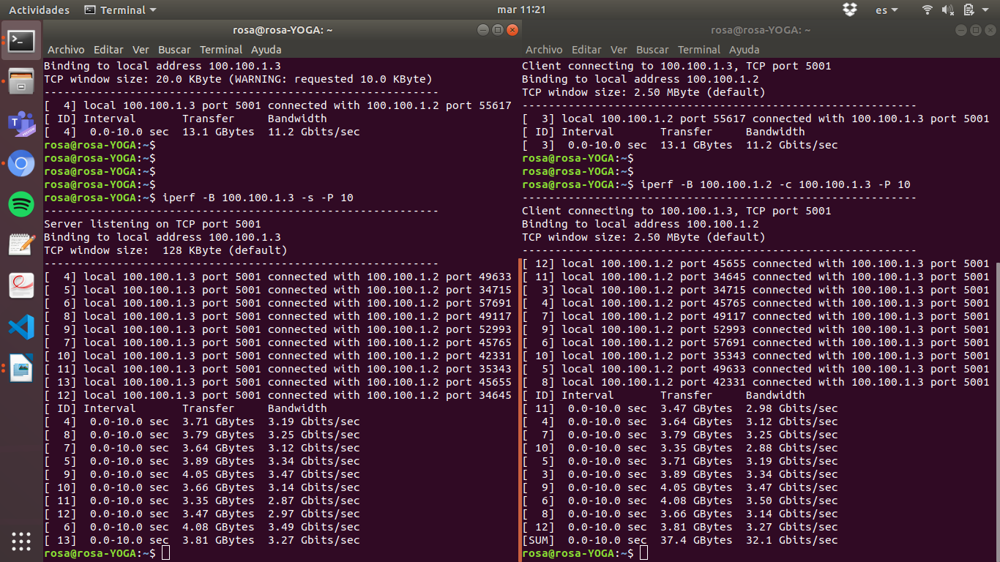 Actividades Terminal mar 11:21 es
rosa@rosa-YOGA: ~
Archivo Editar Ver Buscar Terminal Ayuda
Binding to local address 100.100.1.3
TCP window size: 20.0 KByte (WARNING: requested 10.0 KByte)
------------------------------------------------------------
[  4] local 100.100.1.3 port 5001 connected with 100.100.1.2 port 55617
[ ID] Interval       Transfer     Bandwidth
[  4]  0.0-10.0 sec  13.1 GBytes  11.2 Gbits/sec
rosa@rosa-YOGA:~$
rosa@rosa-YOGA:~$
rosa@rosa-YOGA:~$
rosa@rosa-YOGA:~$
rosa@rosa-YOGA:~$ iperf -B 100.100.1.3 -s -P 10
------------------------------------------------------------
Server listening on TCP port 5001
Binding to local address 100.100.1.3
TCP window size:  128 KByte (default)
------------------------------------------------------------
[  4] local 100.100.1.3 port 5001 connected with 100.100.1.2 port 49633
[  5] local 100.100.1.3 port 5001 connected with 100.100.1.2 port 34715
[  6] local 100.100.1.3 port 5001 connected with 100.100.1.2 port 57691
[  8] local 100.100.1.3 port 5001 connected with 100.100.1.2 port 49117
[  9] local 100.100.1.3 port 5001 connected with 100.100.1.2 port 52993
[  7] local 100.100.1.3 port 5001 connected with 100.100.1.2 port 45765
[ 10] local 100.100.1.3 port 5001 connected with 100.100.1.2 port 42331
[ 11] local 100.100.1.3 port 5001 connected with 100.100.1.2 port 35343
[ 13] local 100.100.1.3 port 5001 connected with 100.100.1.2 port 45655
[ 12] local 100.100.1.3 port 5001 connected with 100.100.1.2 port 34645
[ ID] Interval       Transfer     Bandwidth
[  4]  0.0-10.0 sec  3.71 GBytes  3.19 Gbits/sec
[  8]  0.0-10.0 sec  3.79 GBytes  3.25 Gbits/sec
[  7]  0.0-10.0 sec  3.64 GBytes  3.12 Gbits/sec
[  5]  0.0-10.0 sec  3.89 GBytes  3.34 Gbits/sec
[  9]  0.0-10.0 sec  4.05 GBytes  3.47 Gbits/sec
[ 10]  0.0-10.0 sec  3.66 GBytes  3.14 Gbits/sec
[ 11]  0.0-10.0 sec  3.35 GBytes  2.87 Gbits/sec
[ 12]  0.0-10.0 sec  3.47 GBytes  2.97 Gbits/sec
[  6]  0.0-10.0 sec  4.08 GBytes  3.49 Gbits/sec
[ 13]  0.0-10.0 sec  3.81 GBytes  3.27 Gbits/sec
rosa@rosa-YOGA:~$
rosa@rosa-YOGA: ~
Archivo Editar Ver Buscar Terminal Ayuda
Client connecting to 100.100.1.3, TCP port 5001
Binding to local address 100.100.1.2
TCP window size: 2.50 MByte (default)
------------------------------------------------------------
[  3] local 100.100.1.2 port 55617 connected with 100.100.1.3 port 5001
[ ID] Interval       Transfer     Bandwidth
[  3]  0.0-10.0 sec  13.1 GBytes  11.2 Gbits/sec
rosa@rosa-YOGA:~$
rosa@rosa-YOGA:~$
rosa@rosa-YOGA:~$ iperf -B 100.100.1.2 -c 100.100.1.3 -P 10
------------------------------------------------------------
Client connecting to 100.100.1.3, TCP port 5001
Binding to local address 100.100.1.2
TCP window size: 2.50 MByte (default)
------------------------------------------------------------
[ 12] local 100.100.1.2 port 45655 connected with 100.100.1.3 port 5001
[ 11] local 100.100.1.2 port 34645 connected with 100.100.1.3 port 5001
[  3] local 100.100.1.2 port 34715 connected with 100.100.1.3 port 5001
[  4] local 100.100.1.2 port 45765 connected with 100.100.1.3 port 5001
[  7] local 100.100.1.2 port 49117 connected with 100.100.1.3 port 5001
[  9] local 100.100.1.2 port 52993 connected with 100.100.1.3 port 5001
[  6] local 100.100.1.2 port 57691 connected with 100.100.1.3 port 5001
[ 10] local 100.100.1.2 port 35343 connected with 100.100.1.3 port 5001
[  5] local 100.100.1.2 port 49633 connected with 100.100.1.3 port 5001
[  8] local 100.100.1.2 port 42331 connected with 100.100.1.3 port 5001
[ ID] Interval       Transfer     Bandwidth
[ 11]  0.0-10.0 sec  3.47 GBytes  2.98 Gbits/sec
[  4]  0.0-10.0 sec  3.64 GBytes  3.12 Gbits/sec
[  7]  0.0-10.0 sec  3.79 GBytes  3.25 Gbits/sec
[ 10]  0.0-10.0 sec  3.35 GBytes  2.88 Gbits/sec
[  5]  0.0-10.0 sec  3.71 GBytes  3.19 Gbits/sec
[  3]  0.0-10.0 sec  3.89 GBytes  3.34 Gbits/sec
[  9]  0.0-10.0 sec  4.05 GBytes  3.47 Gbits/sec
[  6]  0.0-10.0 sec  4.08 GBytes  3.50 Gbits/sec
[  8]  0.0-10.0 sec  3.66 GBytes  3.14 Gbits/sec
[ 12]  0.0-10.0 sec  3.81 GBytes  3.27 Gbits/sec
[SUM]  0.0-10.0 sec  37.4 GBytes  32.1 Gbits/sec
rosa@rosa-YOGA:~$